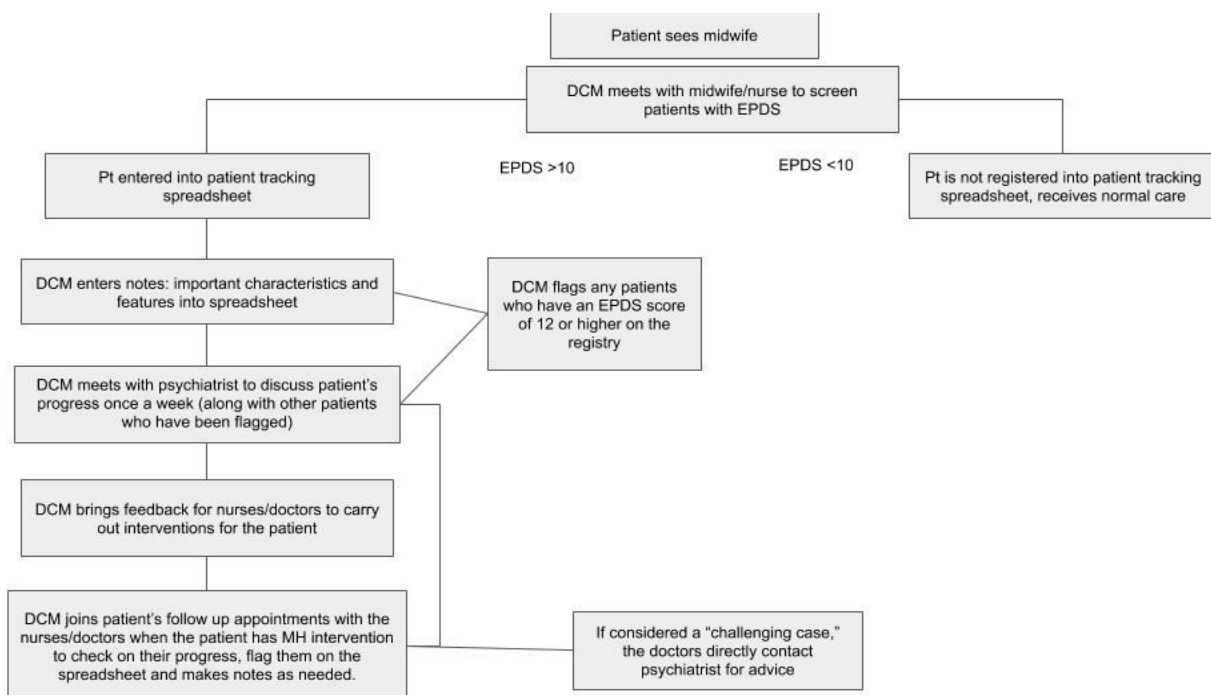 Patient sees midwife
DCM meets with midwife/nurse to screen
patients with EPDS
Pt entered into patient tracking
spreadsheet
EPDS >10
EPDS <10
Pt is not registered into patient tracking
spreadsheet, receives normal care
DCM enters notes: important characteristics and
features into spreadsheet
DCM flags any patients
who have an EPDS score
of 12 or higher on the
registry
DCM meets with psychiatrist to discuss patient's
progress once a week (along with other patients
who have been flagged)
DCM brings feedback for nurses/doctors to carry
out interventions for the patient
DCM joins patient's follow up appointments with the
nurses/doctors when the patient has MH intervention
to check on their progress, flag them on the
spreadsheet and makes notes as needed.
If considered a “challenging case,”
the doctors directly contact
psychiatrist for advice